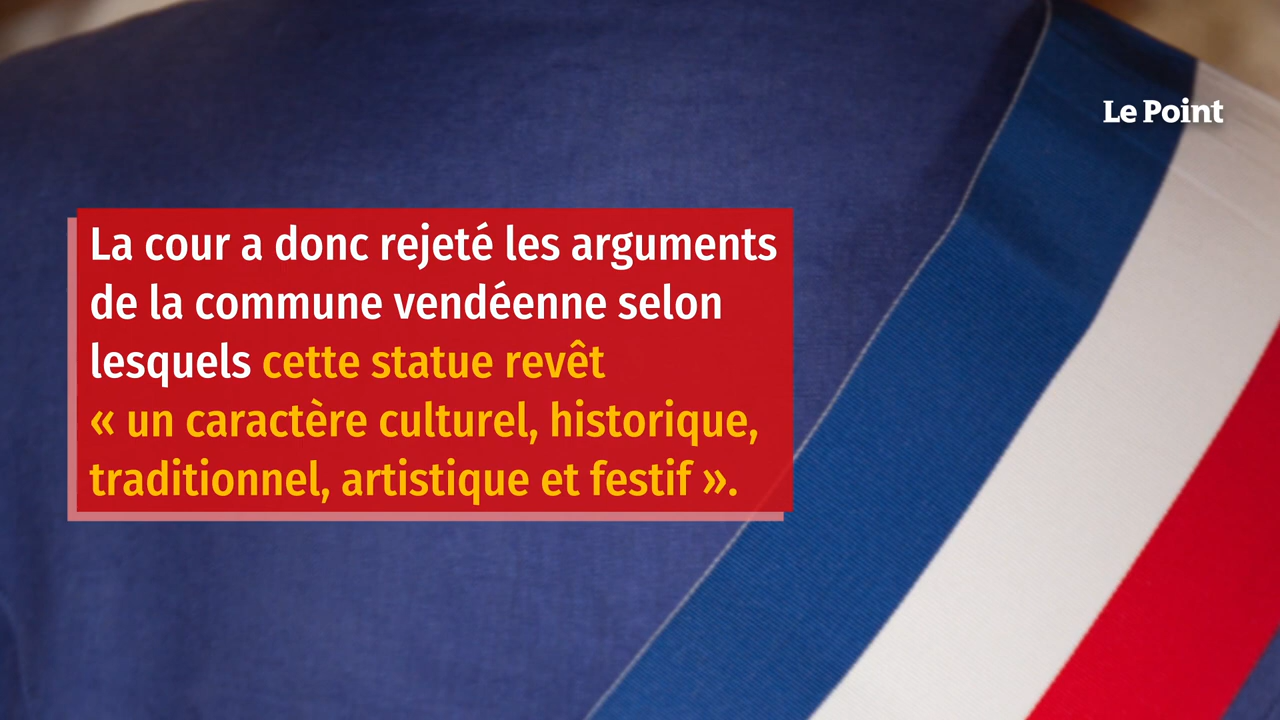 Le Point
La cour a donc rejeté les arguments
de la commune vendéenne selon
lesquels cette statue revêt
« un caractère culturel, historique,
traditionnel, artistique et festif ».